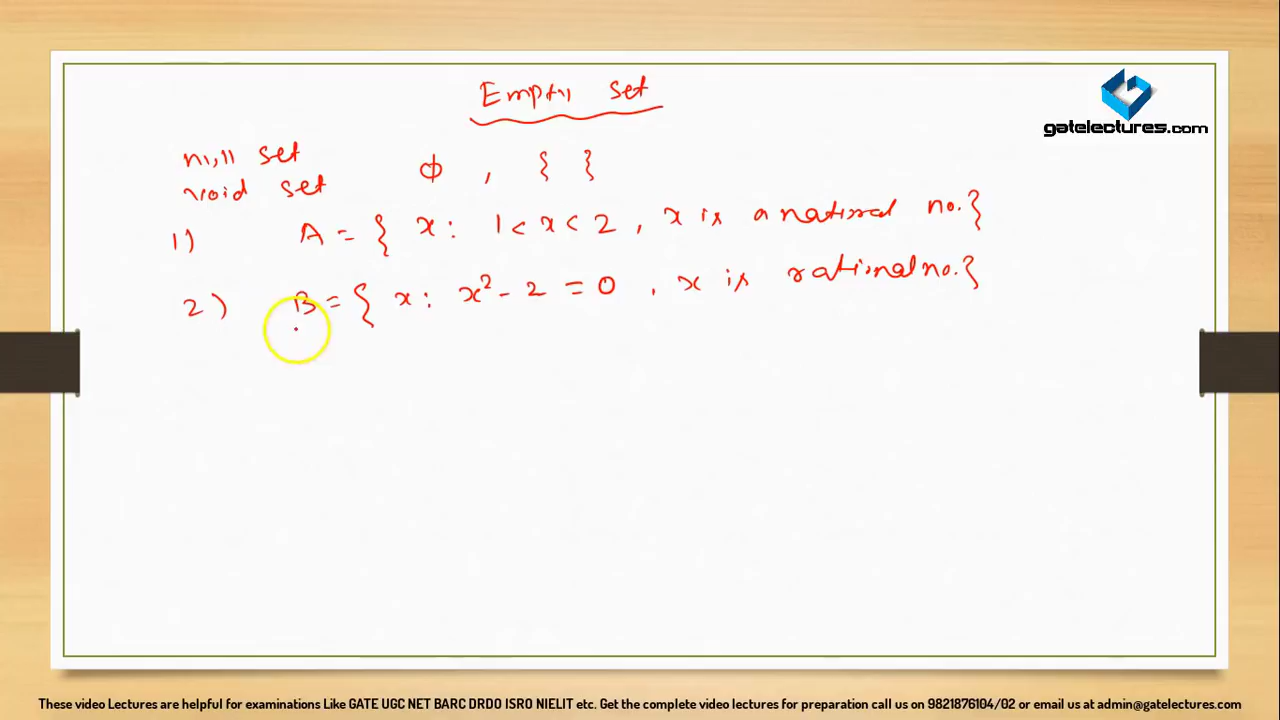 Empty set
gatelectures.com
null set
void set
ϕ , { }
1) A = { x : 1 < x < 2 , x is a natural no. }
2) B = { x : x² - 2 = 0 , x is rational no. }
These video Lectures are helpful for examinations Like GATE UGC NET BARC DRDO ISRO NIELIT etc. Get the complete video lectures for preparation call us on 9821876104/02 or email us at admin@gatelectures.com